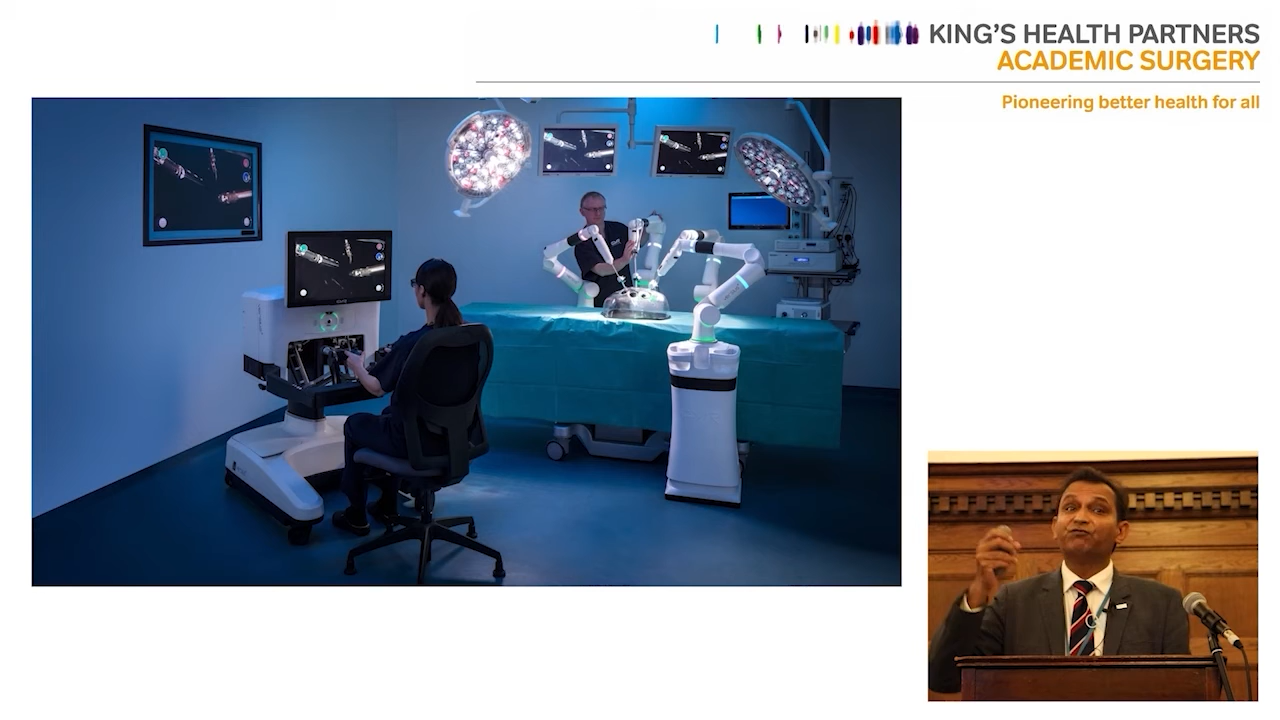 KING'S HEALTH PARTNERS
ACADEMIC SURGERY
Pioneering better health for all